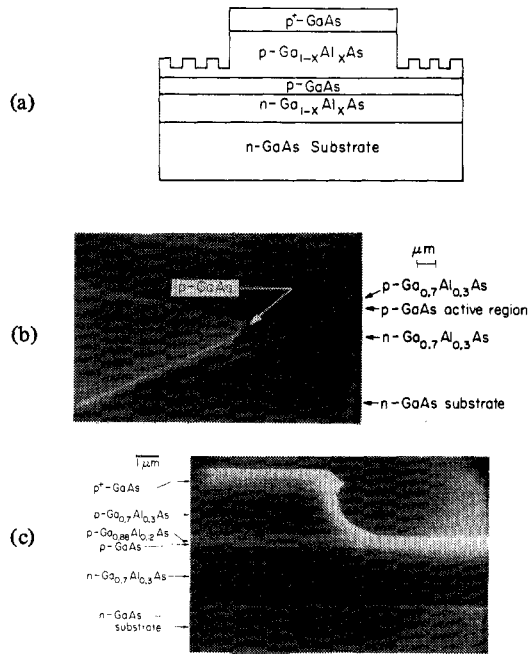 (a)
p⁺-GaAs
p-Ga₁₋ₓAlₓAs
p-GaAs
n-Ga₁₋ₓAlₓAs
n-GaAs Substrate
(b)
p-GaAs
μm
p-Ga₀.₇Al₀.₃As
p-GaAs active region
n-Ga₀.₇Al₀.₃As
n-GaAs substrate
(c)
1μm
p⁺-GaAs
p-Ga₀.₇Al₀.₃As
p-Ga₀.₈₈Al₀.₂As
p-GaAs
n-Ga₀.₇Al₀.₃As
n-GaAs
substrate